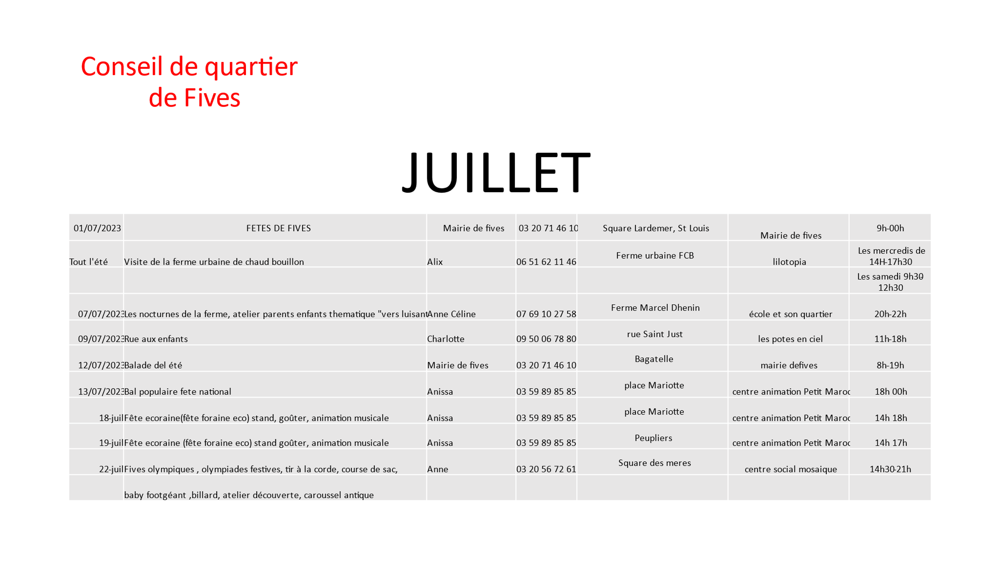 Conseil de quartier
de Fives
JUILLET
01/07/2023 FETES DE FIVES Mairie de fives 03 20 71 46 10 Square Lardemer, St Louis Mairie de fives 9h-00h
Tout l'été Visite de la ferme urbaine de chaud bouillon Alix 06 51 62 11 46 Ferme urbaine FCB lilotopia Les mercredis de
14H-17h30
Les samedi 9h30-
12h30
07/07/2023 Les nocturnes de la ferme, atelier parents enfants thematique "vers luisant Anne Céline 07 69 10 27 58 Ferme Marcel Dhenin école et son quartier 20h-22h
09/07/2023 Rue aux enfants Charlotte 09 50 06 78 80 rue Saint Just les potes en ciel 11h-18h
12/07/2023 Balade del été Mairie de fives 03 20 71 46 10 Bagatelle mairie defives 8h-19h
13/07/2023 Bal populaire fete national Anissa 03 59 89 85 85 place Mariotte centre animation Petit Maroc 18h 00h
18-juil Fête ecoraine(fête foraine eco) stand, goûter, animation musicale Anissa 03 59 89 85 85 place Mariotte centre animation Petit Maroc 14h 18h
19-juil Fête ecoraine (fête foraine eco) stand goûter, animation musicale Anissa 03 59 89 85 85 Peupliers centre animation Petit Maroc 14h 17h
22-juil Fives olympiques , olympiades festives, tir à la corde, course de sac, Anne 03 20 56 72 61 Square des meres centre social mosaique 14h30-21h
baby footgéant ,billard, atelier découverte, caroussel antique